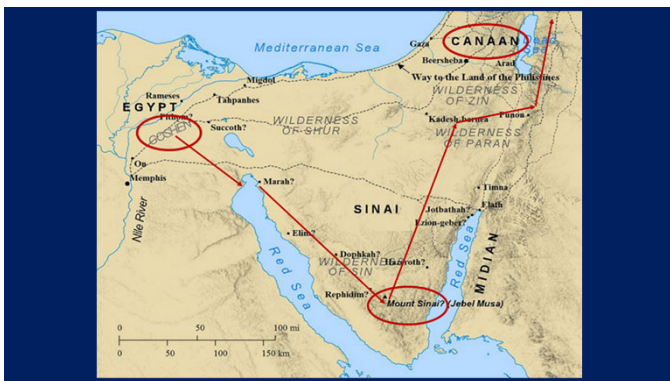 Mediterranean Sea
Gaza
CANAAN
Dead
Sea
Beersheba
Arad
Way to the Land of the Philistines
Migdol
WILDERNESS
OF ZIN
Rameses
Tahpanhes
EGYPT
Pithom?
WILDERNESS
OF SHUR
Kadesh-barnea
Punon
GOSHEN
Succoth?
WILDERNESS
OF PARAN
On
Memphis
Marah?
Timna
SINAI
Jotbathah?
Elath
Ezion-geber?
Nile River
Elim?
MIDIAN
Dophkah?
WILDERNESS
OF SIN
Hazeroth?
Red Sea
Red Sea
Rephidim?
Mount Sinai? (Jebel Musa)
0 50 100 mi
0 50 100 150 km